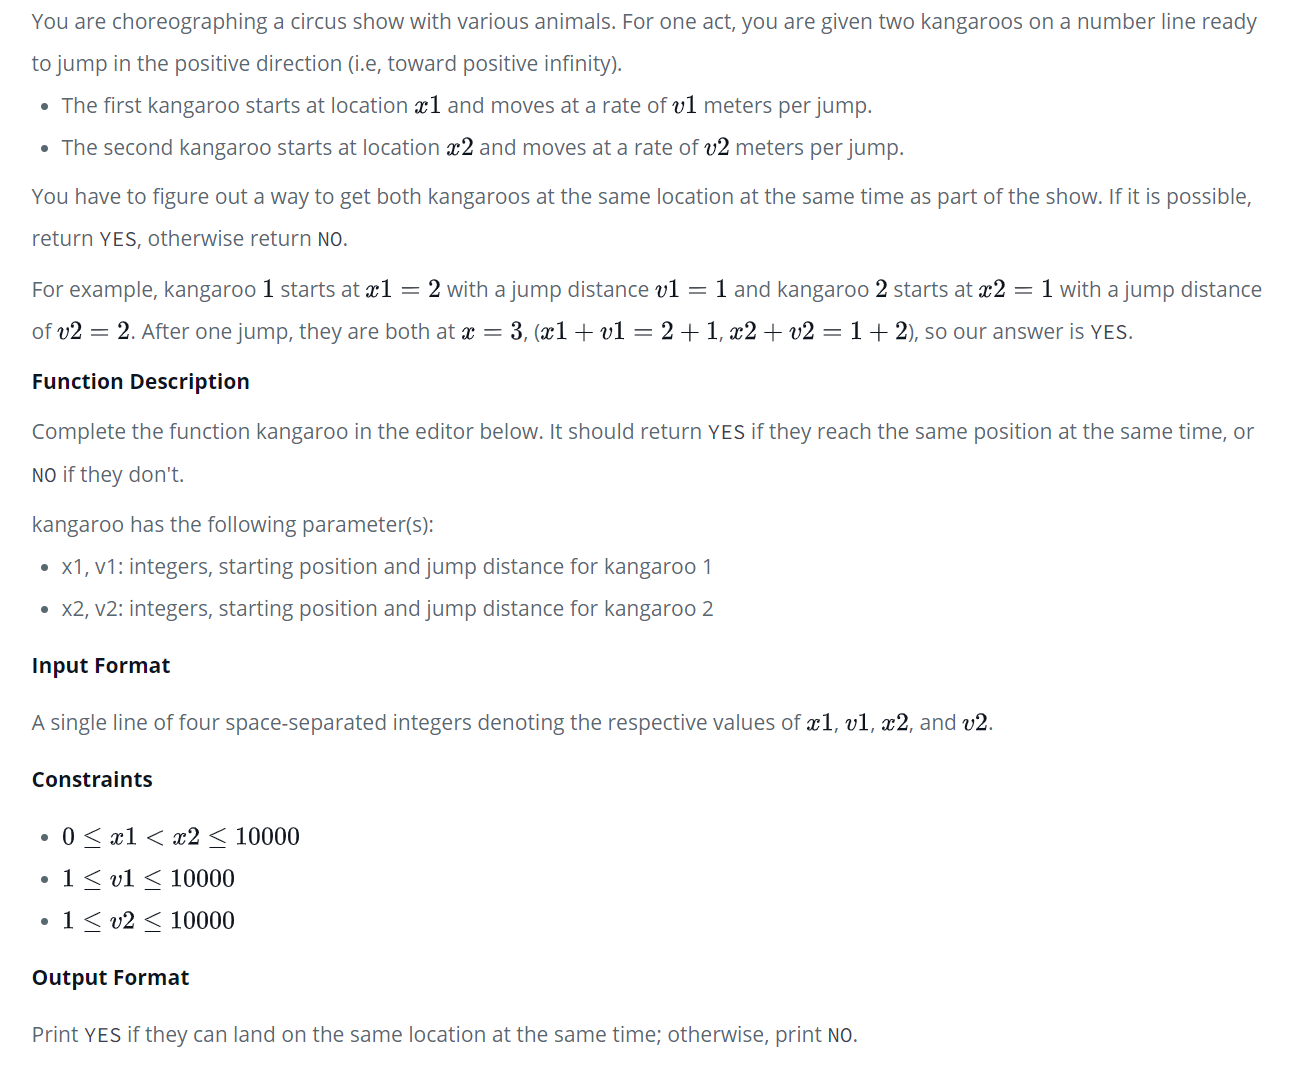 You are choreographing a circus show with various animals. For one act, you are given two kangaroos on a number line ready
to jump in the positive direction (i.e, toward positive infinity).
• The first kangaroo starts at location x1 and moves at a rate of v1 meters per jump.
• The second kangaroo starts at location x2 and moves at a rate of v2 meters per jump.
You have to figure out a way to get both kangaroos at the same location at the same time as part of the show. If it is possible,
return YES, otherwise return NO.
For example, kangaroo 1 starts at x1 = 2 with a jump distance v1 = 1 and kangaroo 2 starts at x2 = 1 with a jump distance
of v2 = 2. After one jump, they are both at x = 3, (x1 + v1 = 2 + 1, x2 + v2 = 1 + 2), so our answer is YES.
Function Description
Complete the function kangaroo in the editor below. It should return YES if they reach the same position at the same time, or
NO if they don't.
kangaroo has the following parameter(s):
• x1, v1: integers, starting position and jump distance for kangaroo 1
• x2, v2: integers, starting position and jump distance for kangaroo 2
Input Format
A single line of four space-separated integers denoting the respective values of x1, v1, x2, and v2.
Constraints
• 0 ≤ x1 < x2 ≤ 10000
• 1 ≤ v1 ≤ 10000
• 1 ≤ v2 ≤ 10000
Output Format
Print YES if they can land on the same location at the same time; otherwise, print NO.